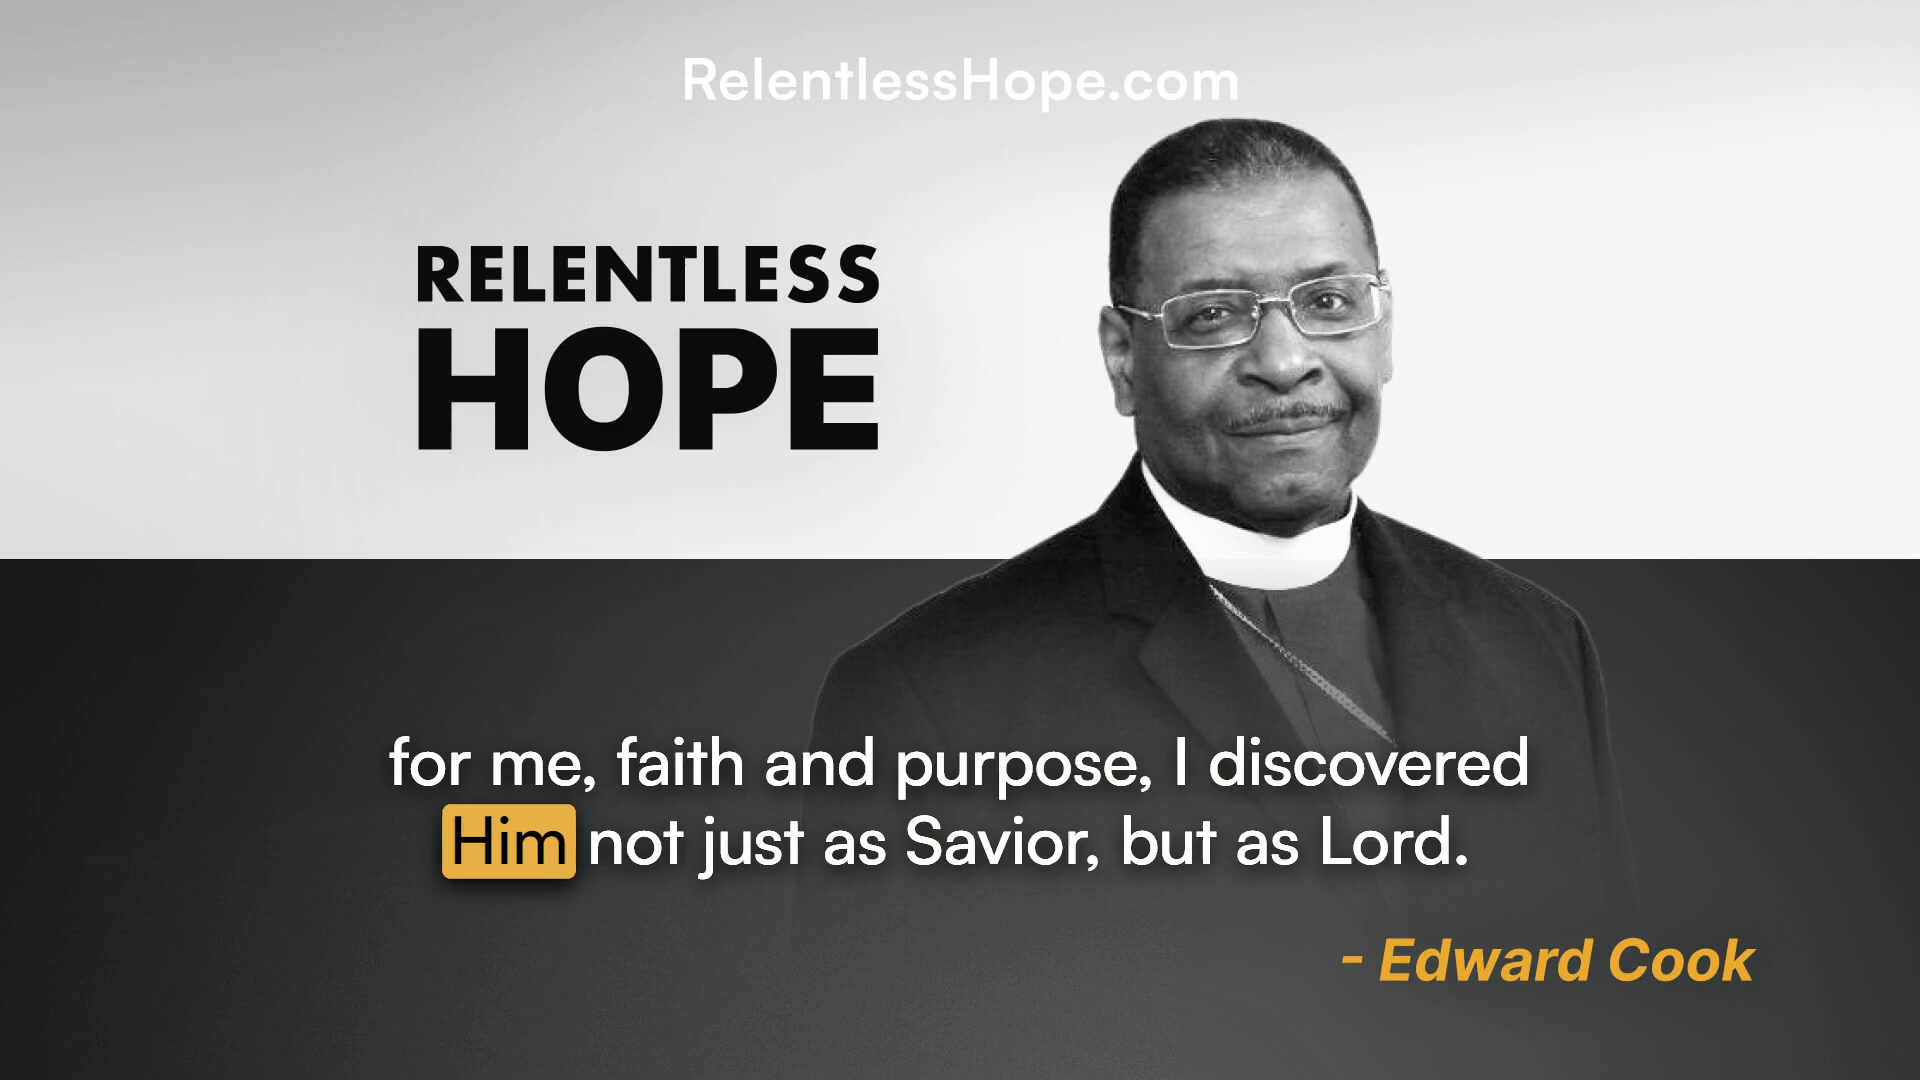 RelentlessHope.com
RELENTLESS
HOPE
for me, faith and purpose, I discovered
Him not just as Savior, but as Lord.
- Edward Cook